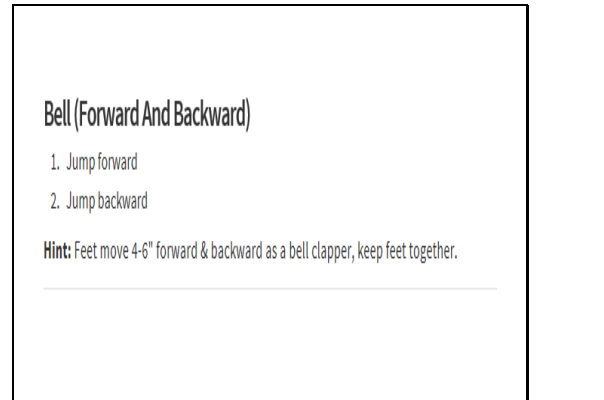 Bell (Forward And Backward)
1. Jump forward
2. Jump backward
Hint: Feet move 4-6" forward & backward as a bell clapper, keep feet together.